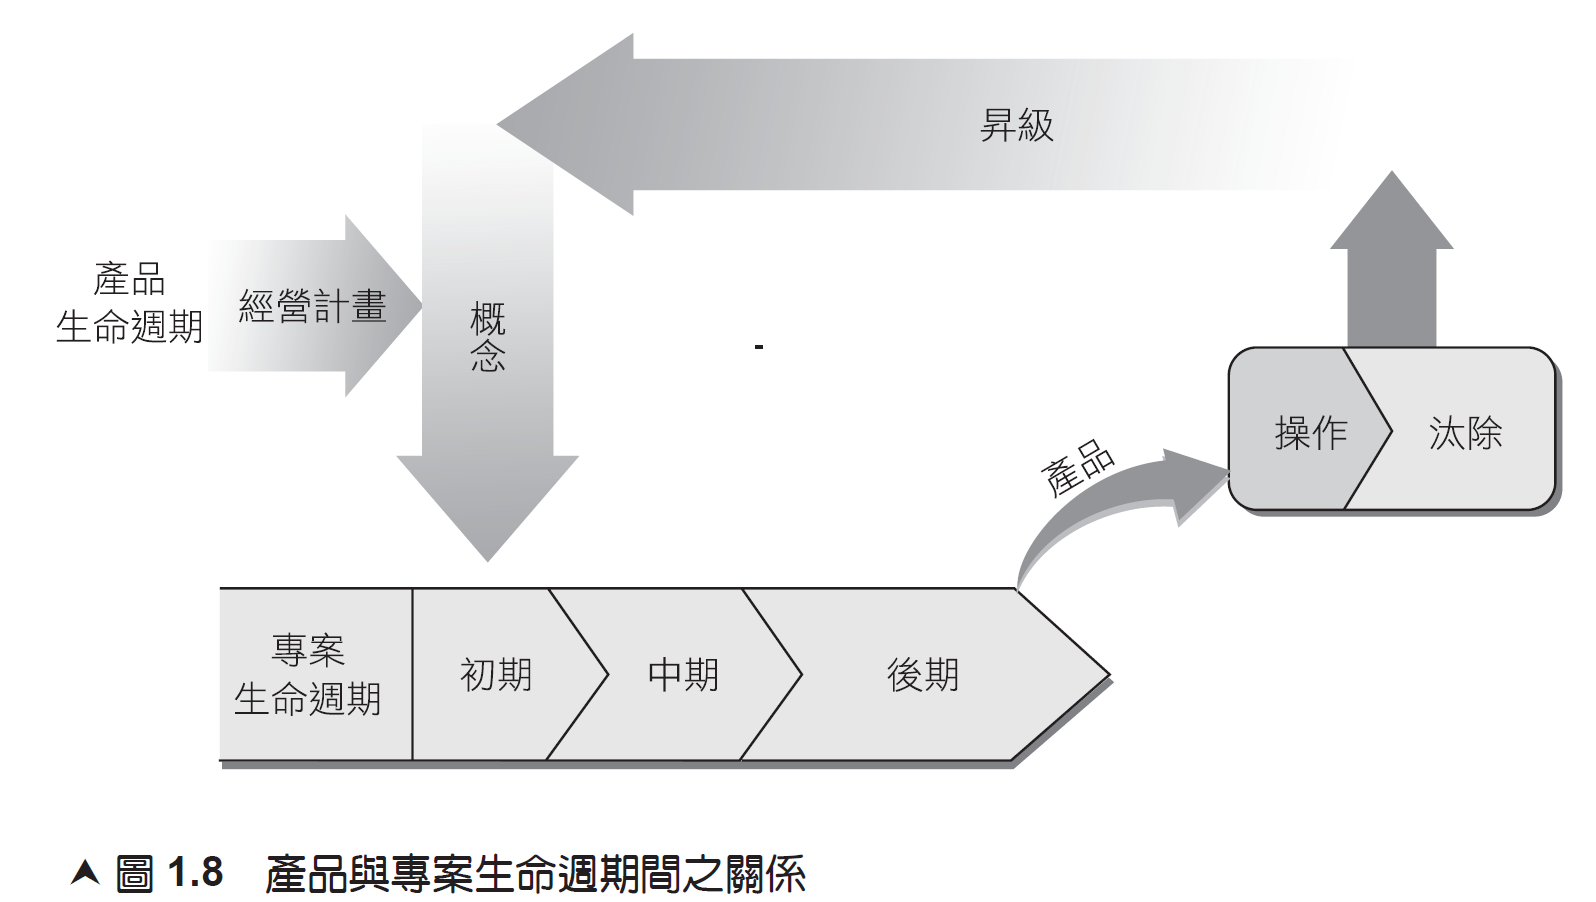 昇級
產品
生命週期
經營計畫
概
念
-
產品
操作
汰除
專案
生命週期
初期
中期
後期
圖 1.8 產品與專案生命週期間之關係